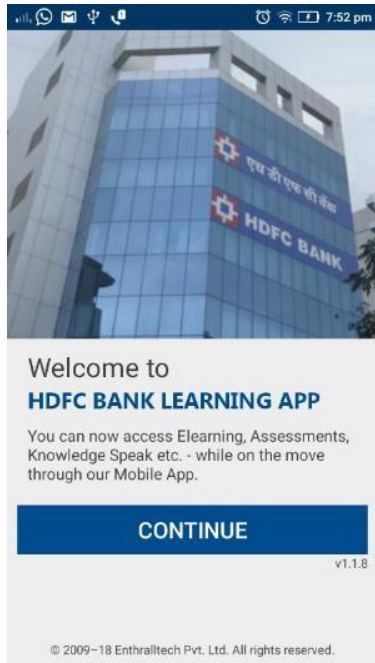 7:52 pm
एच डी एफ सी बैंक
HDFC BANK
Welcome to
HDFC BANK LEARNING APP
You can now access Elearning, Assessments,
Knowledge Speak etc. - while on the move
through our Mobile App.
CONTINUE
v1.1.8
© 2009-18 Enthralltech Pvt. Ltd. All rights reserved.